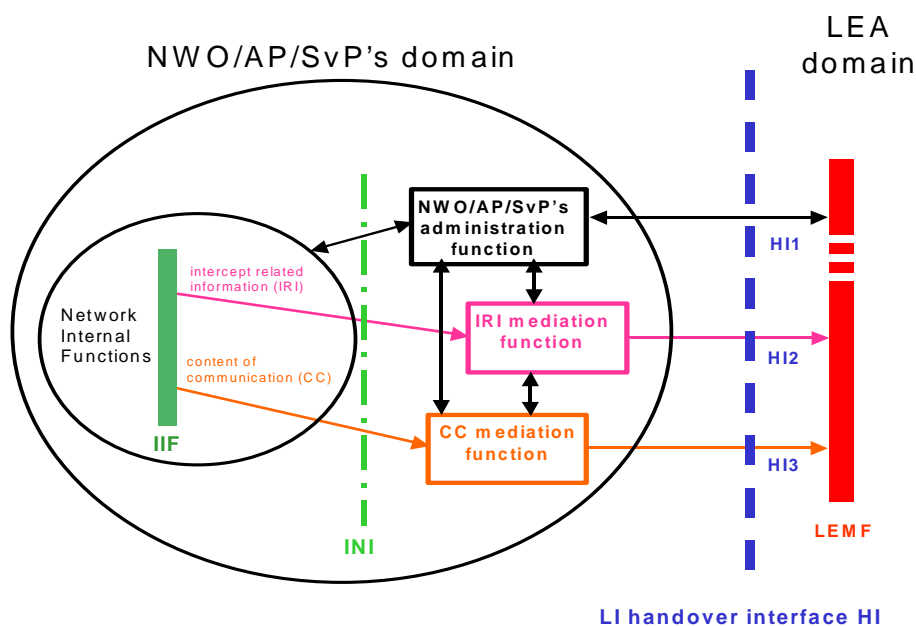 LEA
domain
NWO/AP/SvP's domain
NWO/AP/SvP's
administration
function
HI1
intercept related
information (IRI)
Network
Internal
Functions
IRI mediation
function
HI2
content of
communication (CC)
CC mediation
function
IIF
HI3
INI
LEMF
LI handover interface HI